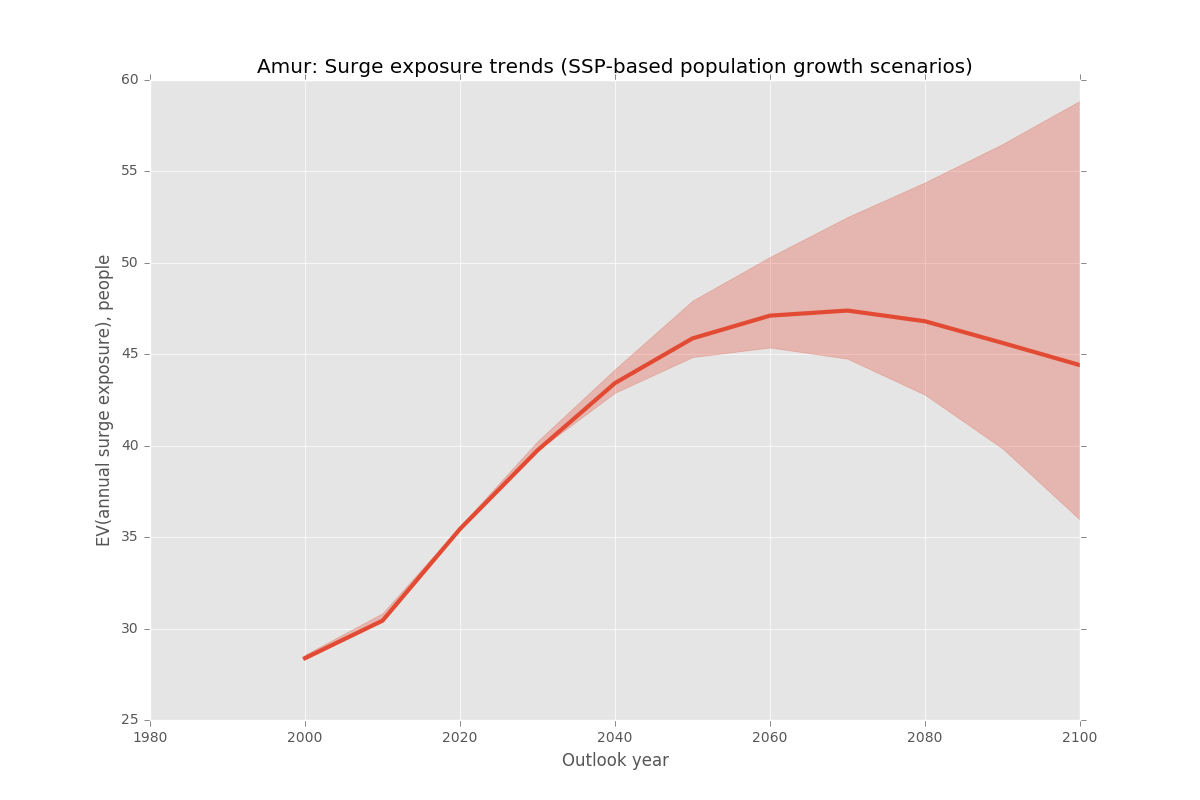 Amur: Surge exposure trends (SSP-based population growth scenarios)
EV(annual surge exposure), people
60
55
50
45
40
35
30
25
1980 2000 2020 2040 2060 2080 2100
Outlook year